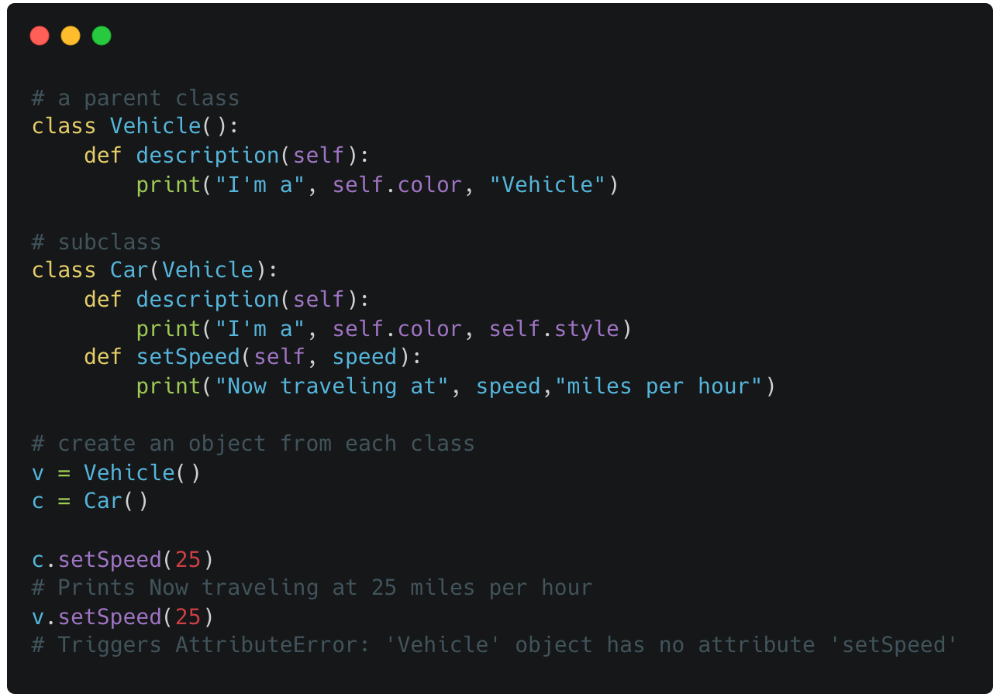 # a parent class
class Vehicle():
    def description(self):
        print("I'm a", self.color, "Vehicle")

# subclass
class Car(Vehicle):
    def description(self):
        print("I'm a", self.color, self.style)
    def setSpeed(self, speed):
        print("Now traveling at", speed,"miles per hour")

# create an object from each class
v = Vehicle()
c = Car()

c.setSpeed(25)
# Prints Now traveling at 25 miles per hour
v.setSpeed(25)
# Triggers AttributeError: 'Vehicle' object has no attribute 'setSpeed'